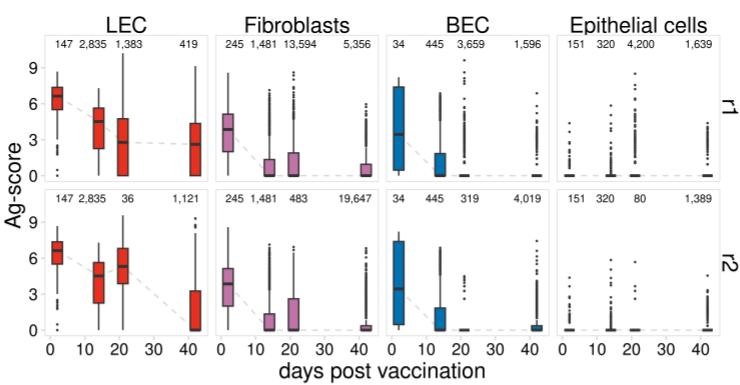 LEC Fibroblasts BEC Epithelial cells
147 2,835 1,383 419 245 1,481 13,594 5,356 34 445 3,659 1,596 151 320 4,200 1,639
9
6
3
0
r1
Ag-score
147 2,835 36 1,121 245 1,481 483 19,647 34 445 319 4,019 151 320 80 1,389
9
6
3
0
r2
0 10 20 30 40 0 10 20 30 40 0 10 20 30 40 0 10 20 30 40
days post vaccination